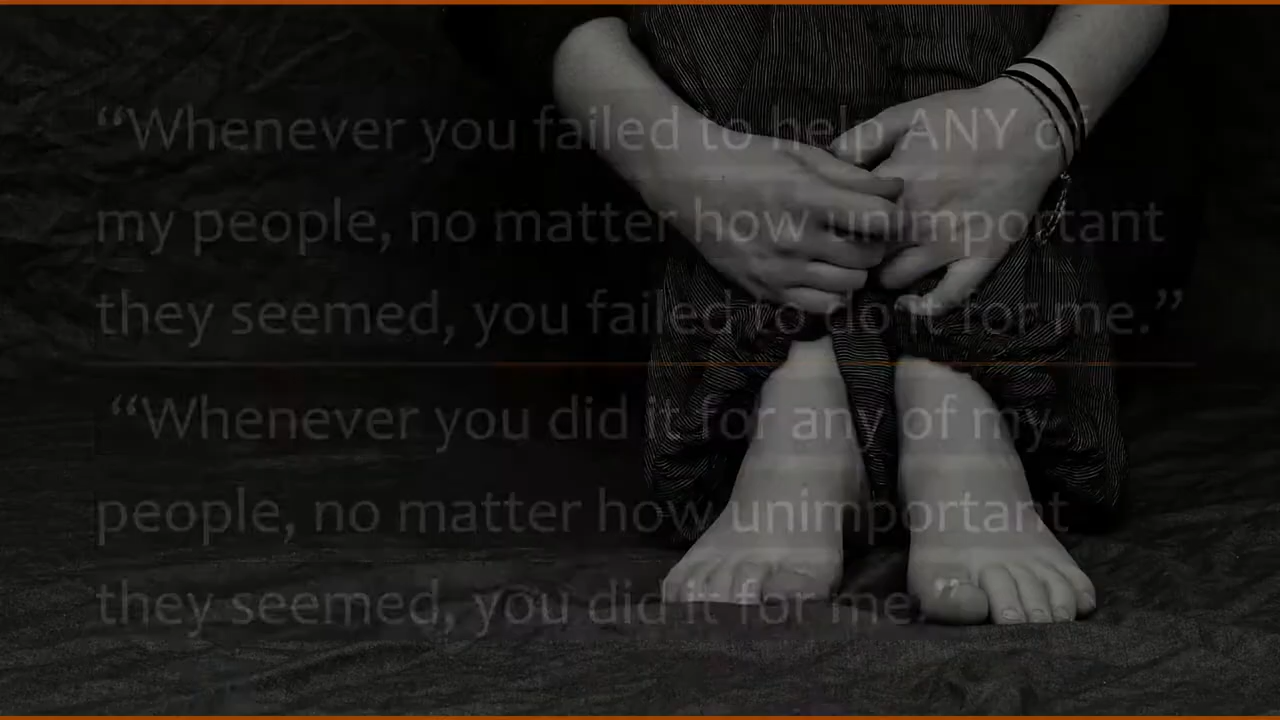 “Whenever you failed to help ANY of
my people, no matter how unimportant
they seemed, you failed to do it for me.”
“Whenever you did it for any of my
people, no matter how unimportant
they seemed, you did it for me.”